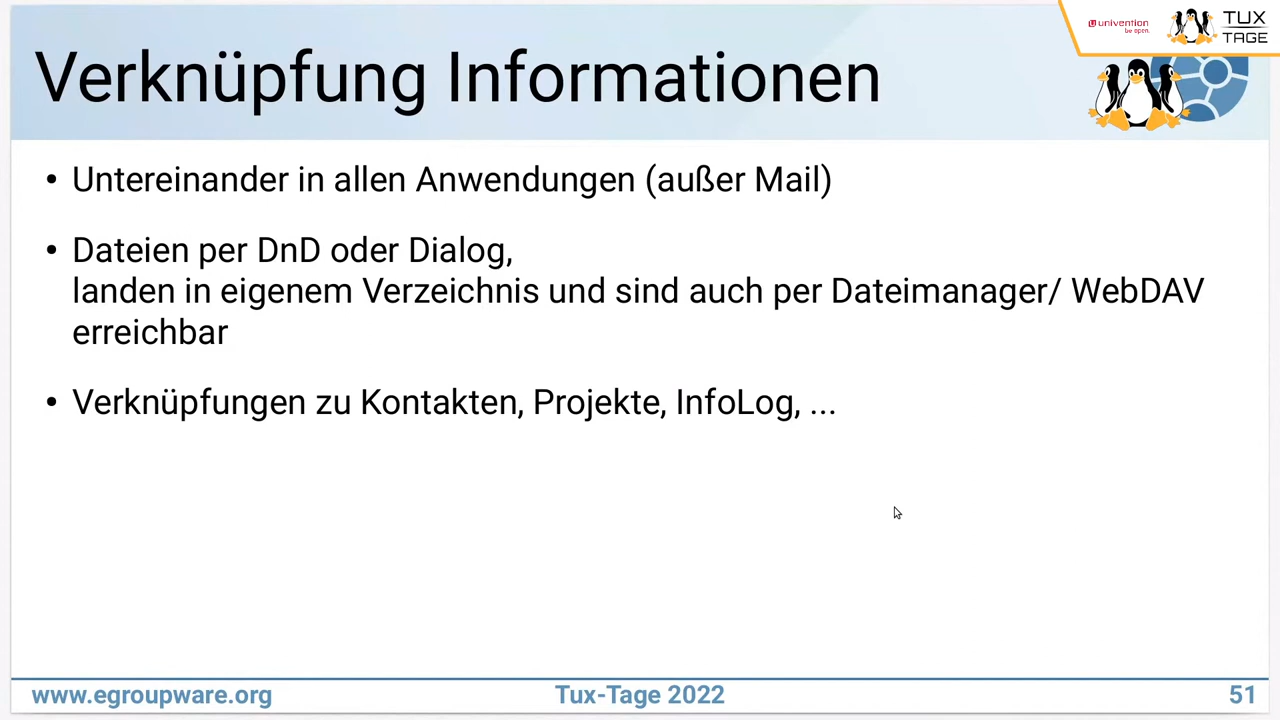 univention
be open.
TUX
TAGE
Verknüpfung Informationen
• Untereinander in allen Anwendungen (außer Mail)
• Dateien per DnD oder Dialog,
landen in eigenem Verzeichnis und sind auch per Dateimanager/ WebDAV
erreichbar
• Verknüpfungen zu Kontakten, Projekte, InfoLog, ...
www.egroupware.org
Tux-Tage 2022
51